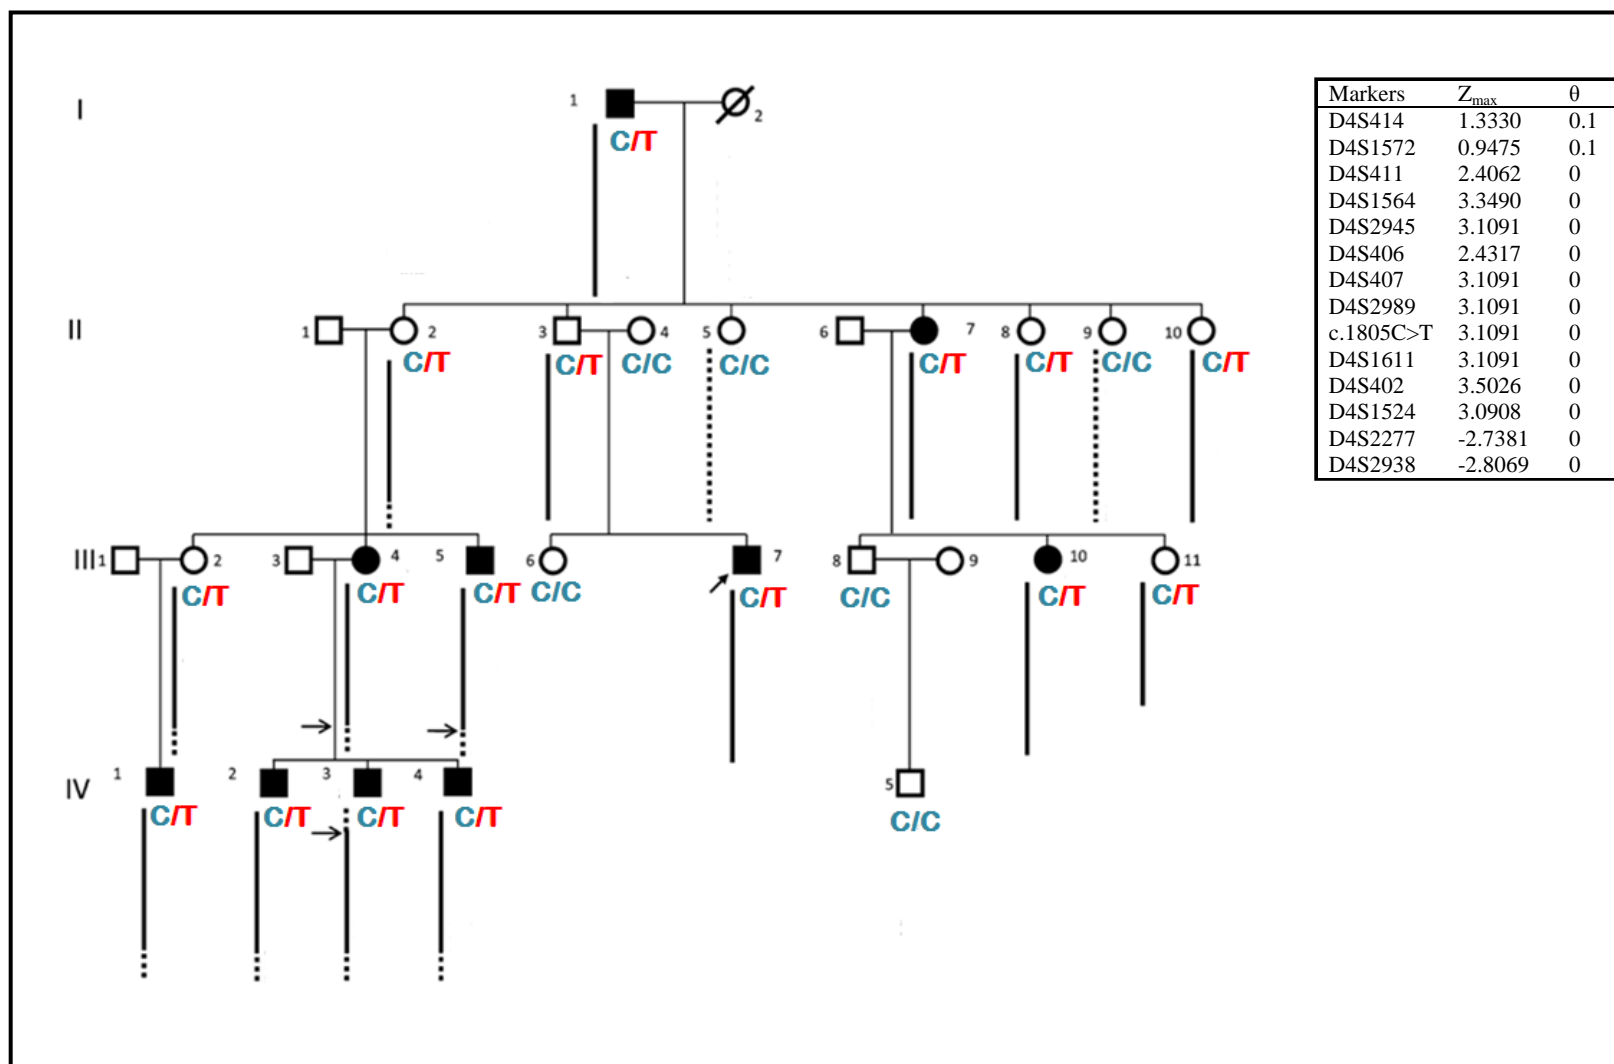 I
1
2
C/T
Markers Zmax θ
D4S414 1.3330 0.1
D4S1572 0.9475 0.1
D4S411 2.4062 0
D4S1564 3.3490 0
D4S2945 3.1091 0
D4S406 2.4317 0
D4S407 3.1091 0
D4S2989 3.1091 0
c.1805C>T 3.1091 0
D4S1611 3.1091 0
D4S402 3.5026 0
D4S1524 3.0908 0
D4S2277 -2.7381 0
D4S2938 -2.8069 0
II 1 2 3 4 5 6 7 8 9 10
C/T C/T C/C C/C C/T C/T C/C C/T
III 1 2 3 4 5 6 7 8 9 10 11
C/T C/T C/T C/C C/T C/C C/T C/T
IV 1 2 3 4 5
C/T C/T C/T C/T C/C